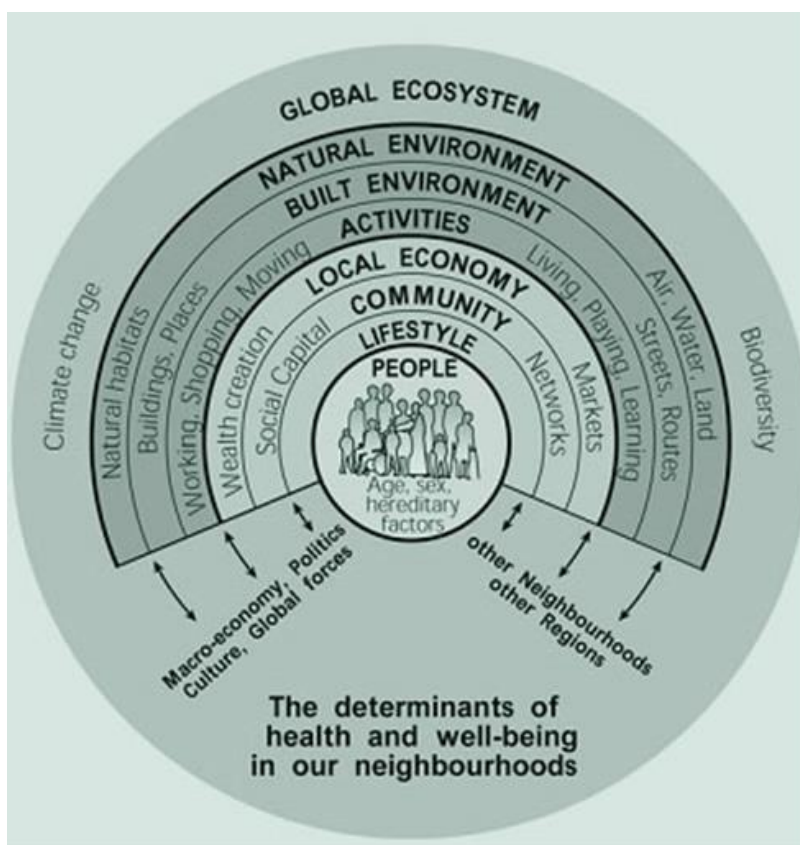 GLOBAL ECOSYSTEM
NATURAL ENVIRONMENT
BUILT ENVIRONMENT
ACTIVITIES
LOCAL ECONOMY
COMMUNITY
LIFESTYLE
PEOPLE
Age, sex,
hereditary
factors
Climate change
Natural habitats
Buildings, Places
Working, Shopping, Moving
Wealth creation
Social Capital
Networks
Markets
Living, Playing, Learning
Streets, Routes
Air, Water, Land
Biodiversity
Macro-economy, Politics
Culture, Global forces
other Neighbourhoods
other Regions
The determinants of
health and well-being
in our neighbourhoods